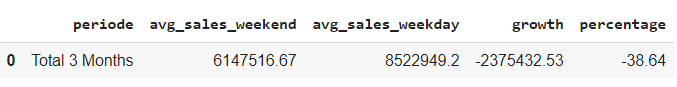 periode avg_sales_weekend avg_sales_weekday growth percentage
0 Total 3 Months 6147516.67 8522949.2 -2375432.53 -38.64